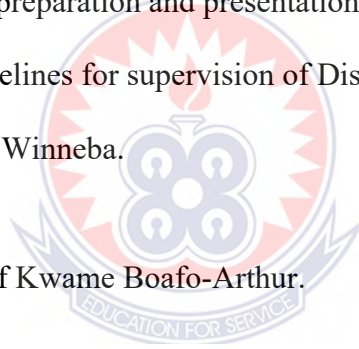 preparation and presentation
elines for supervision of Dis
Winneba.
f Kwame Boafo-Arthur.
EDUCATION FOR SERVICE